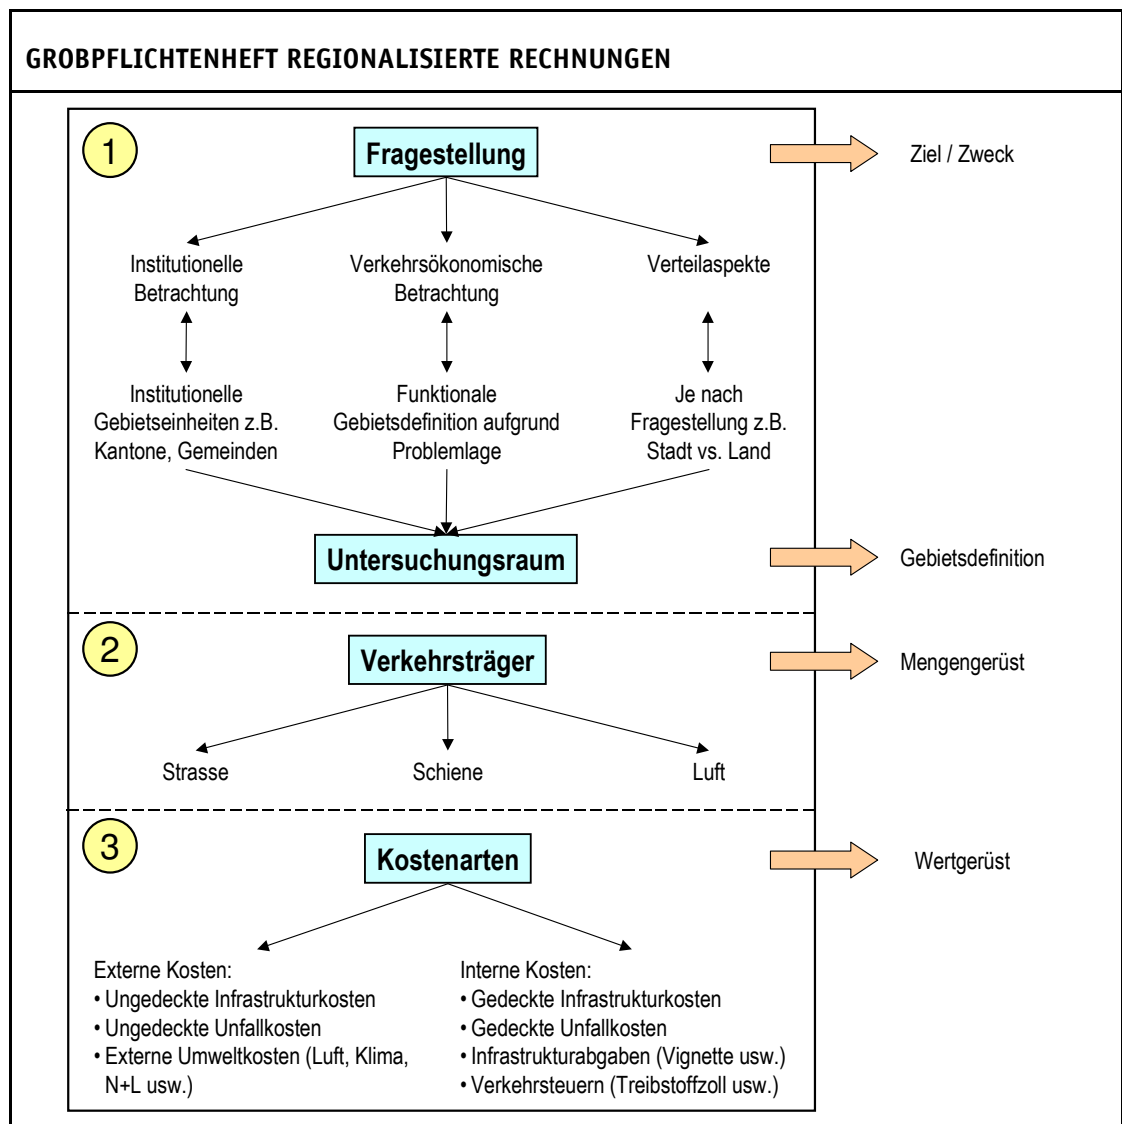 GROBPFLICHTENHEFT REGIONALISIERTE RECHNUNGEN
1
Fragestellung
Ziel / Zweck
Institutionelle
Betrachtung
Verkehrsökonomische
Betrachtung
Verteilaspekte
Institutionelle
Gebietseinheiten z.B.
Kantone, Gemeinden
Funktionale
Gebietsdefinition aufgrund
Problemlage
Je nach
Fragestellung z.B.
Stadt vs. Land
Untersuchungsraum
Gebietsdefinition
2
Verkehrsträger
Mengengerüst
Strasse
Schiene
Luft
3
Kostenarten
Wertgerüst
Externe Kosten:
• Ungedeckte Infrastrukturkosten
• Ungedeckte Unfallkosten
• Externe Umweltkosten (Luft, Klima,
N+L usw.)
Interne Kosten:
• Gedeckte Infrastrukturkosten
• Gedeckte Unfallkosten
• Infrastrukturabgaben (Vignette usw.)
• Verkehrsteuern (Treibstoffzoll usw.)